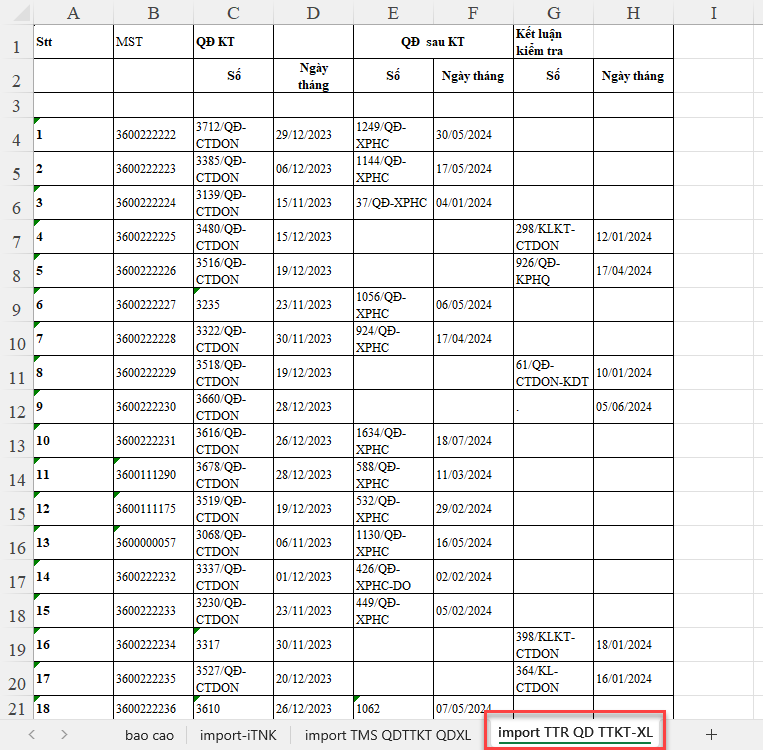 A B C D E F G H I
1 Stt MST QĐ KT QĐ sau KT Kết luận
kiểm tra
2 Số Ngày
tháng Số Ngày tháng Số Ngày tháng
3
4 1 3600222222 3712/QĐ-
CTDON 29/12/2023 1249/QĐ-
XPHC 30/05/2024
5 2 3600222223 3385/QĐ-
CTDON 06/12/2023 1144/QĐ-
XPHC 17/05/2024
6 3 3600222224 3139/QĐ-
CTDON 15/11/2023 37/QĐ-XPHC 04/01/2024
7 4 3600222225 3480/QĐ-
CTDON 15/12/2023 298/KLKT-
CTDON 12/01/2024
8 5 3600222226 3516/QĐ-
CTDON 19/12/2023 926/QĐ-
KPHQ 17/04/2024
9 6 3600222227 3235 23/11/2023 1056/QĐ-
XPHC 06/05/2024
10 7 3600222228 3322/QĐ-
CTDON 30/11/2023 924/QĐ-
XPHC 17/04/2024
11 8 3600222229 3518/QĐ-
CTDON 19/12/2023 61/QĐ-
CTDON-KDT 10/01/2024
12 9 3600222230 3660/QĐ-
CTDON 28/12/2023 . 05/06/2024
13 10 3600222231 3616/QĐ-
CTDON 26/12/2023 1634/QĐ-
XPHC 18/07/2024
14 11 3600111290 3678/QĐ-
CTDON 28/12/2023 588/QĐ-
XPHC 11/03/2024
15 12 3600111175 3519/QĐ-
CTDON 19/12/2023 532/QĐ-
XPHC 29/02/2024
16 13 3600000057 3068/QĐ-
CTDON 06/11/2023 1130/QĐ-
XPHC 16/05/2024
17 14 3600222232 3337/QĐ-
CTDON 01/12/2023 426/QĐ-
XPHC-DO 02/02/2024
18 15 3600222233 3230/QĐ-
CTDON 23/11/2023 449/QĐ-
XPHC 05/02/2024
19 16 3600222234 3317 30/11/2023 398/KLKT-
CTDON 18/01/2024
20 17 3600222235 3527/QĐ-
CTDON 20/12/2023 364/KL-
CTDON 16/01/2024
21 18 3600222236 3610 26/12/2023 1062 07/05/2024
bao cao import-iTNK import TMS QDTTKT QDXL import TTR QD TTKT-XL